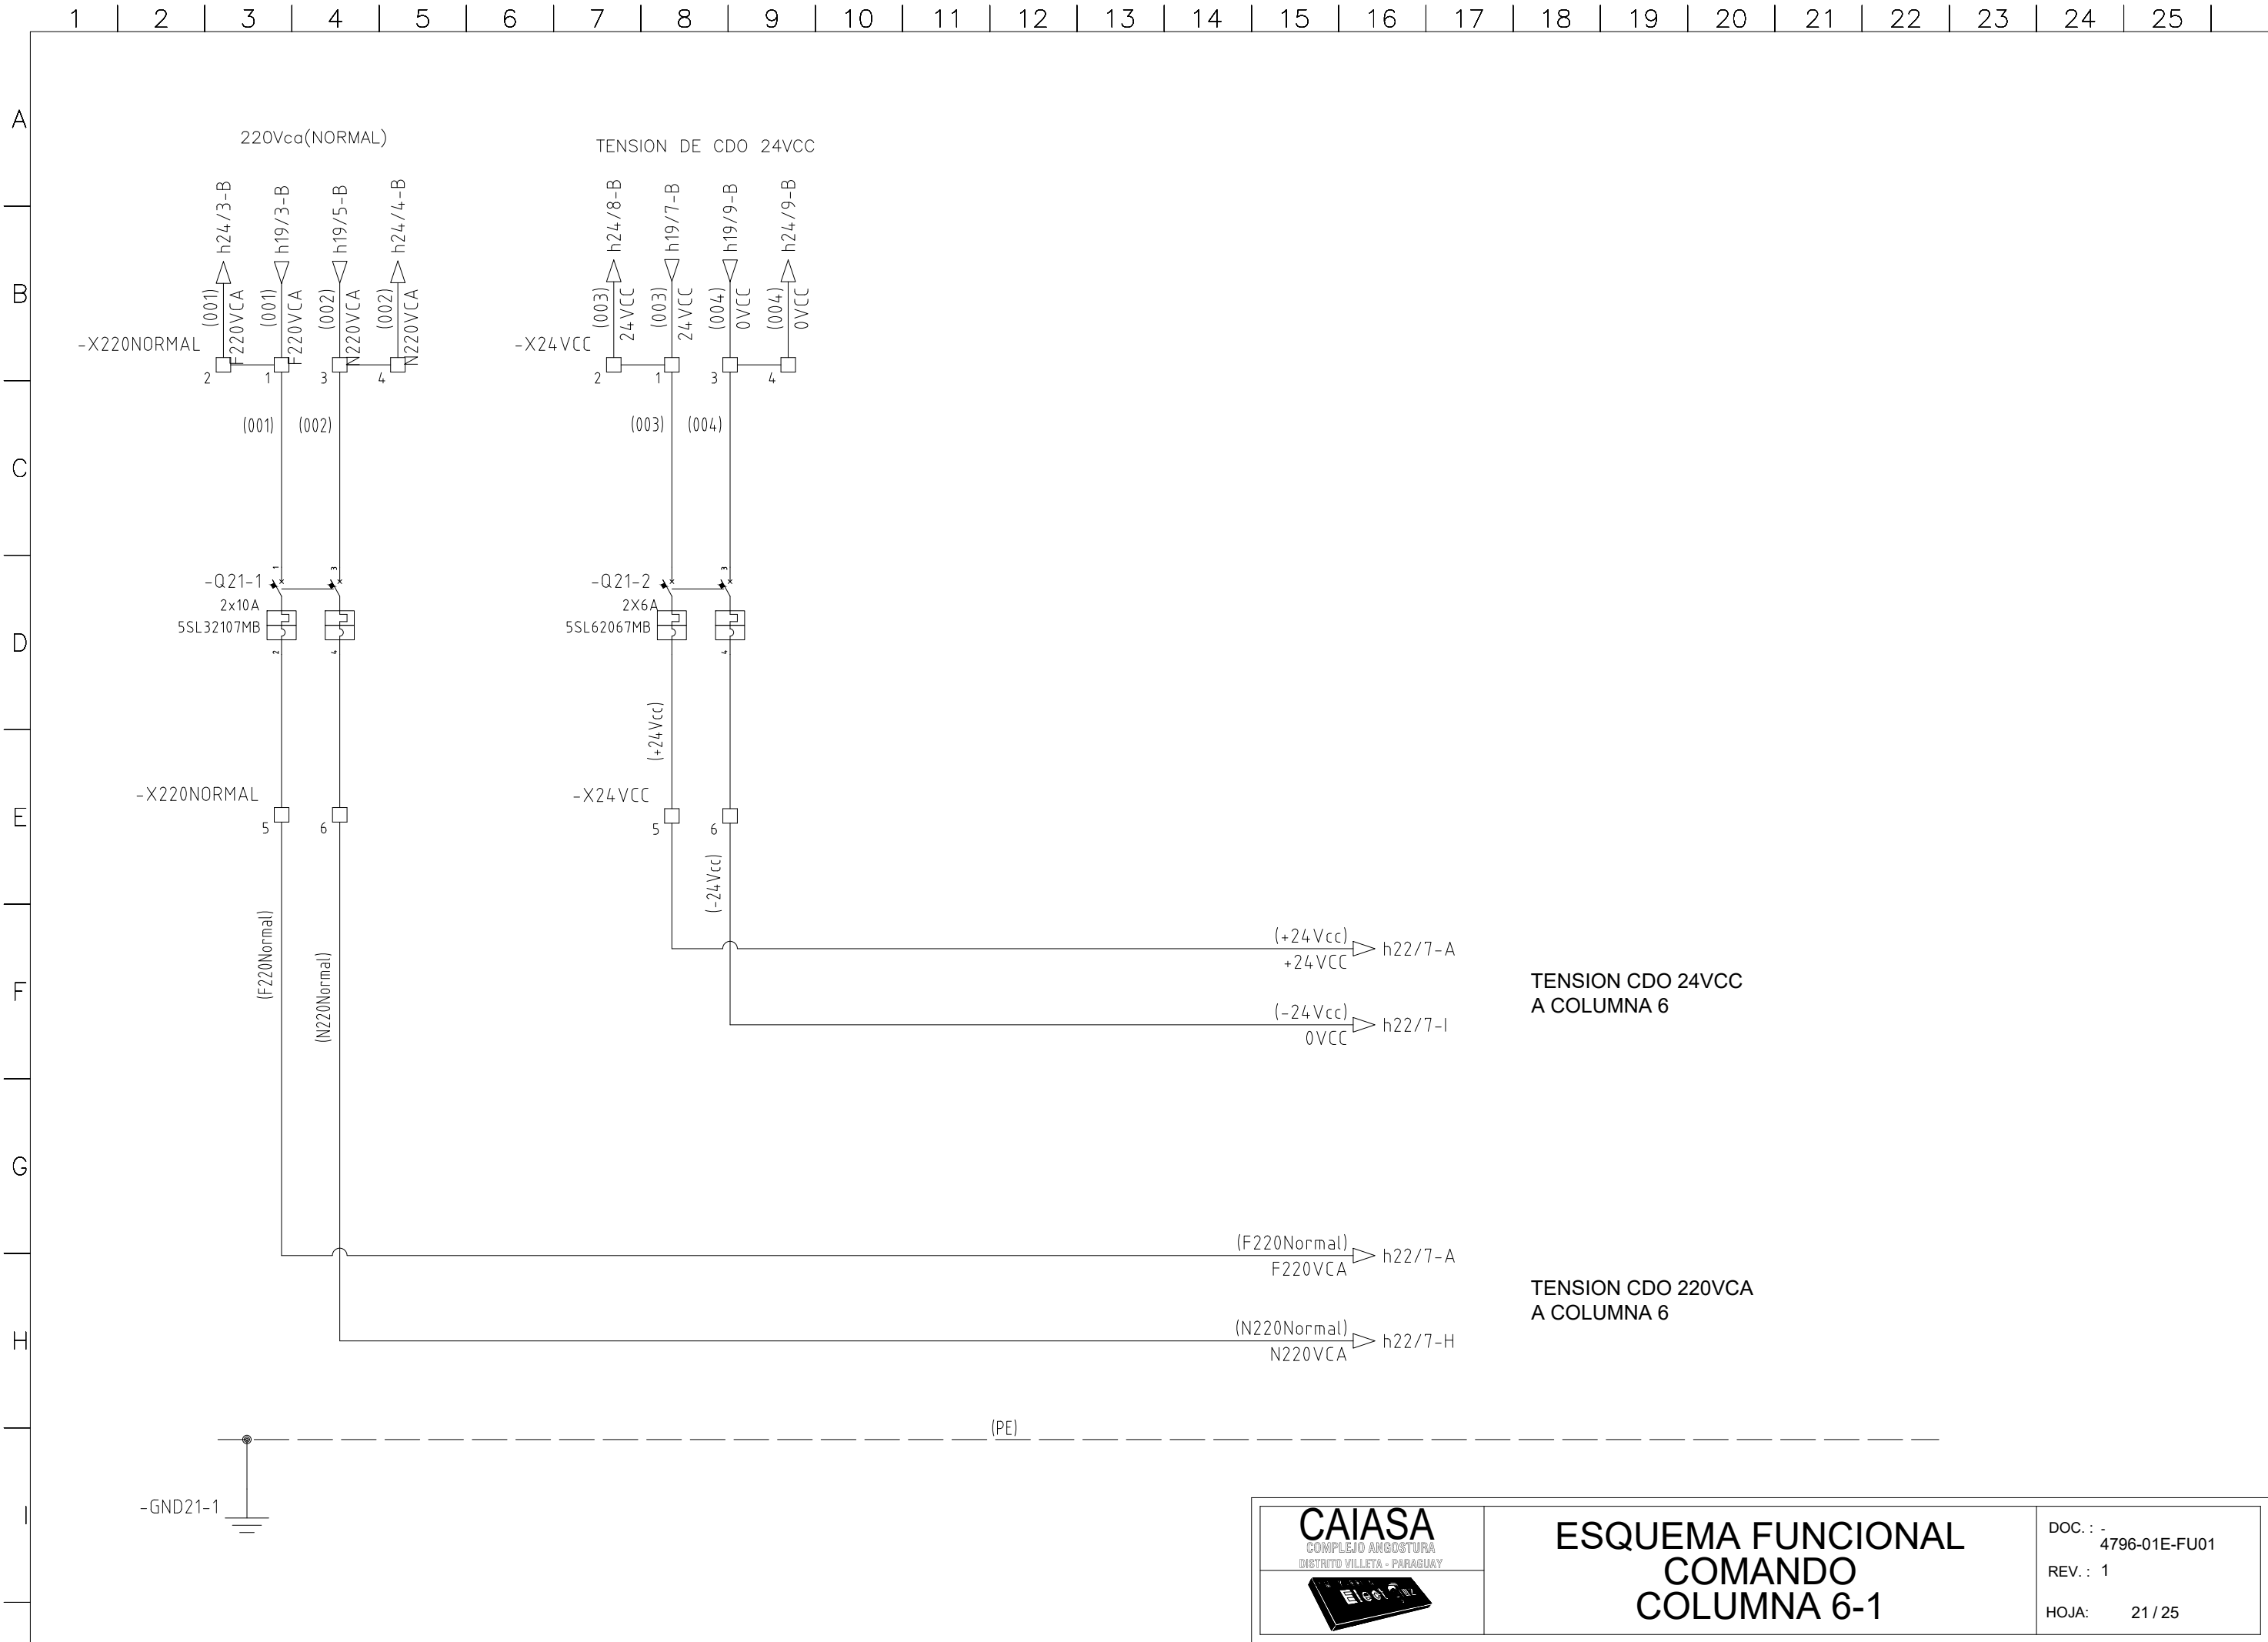 1 2 3 4 5 6 7 8 9 10 11 12 13 14 15 16 17 18 19 20 21 22 23 24 25
A
B
C
D
E
F
G
H
I
220Vca(NORMAL)
TENSION DE CDO 24VCC
h24/3-B
h19/3-B
h19/5-B
h24/4-B
h24/8-B
h19/7-B
h19/9-B
h24/9-B
(001)
F220VCA
(001)
F220VCA
(002)
N220VCA
(002)
N220VCA
(003)
24VCC
(003)
24VCC
(004)
0VCC
(004)
0VCC
-X220NORMAL
2 1 3 4
-X24VCC
2 1 3 4
(001) (002)
(003) (004)
-Q21-1
2x10A
5SL32107MB
1 3
2 4
-Q21-2
2X6A
5SL62067MB
3
4
(+24Vcc)
-X220NORMAL
5 6
-X24VCC
5 6
(-24Vcc)
(F220Normal)
(N220Normal)
(+24Vcc)
+24VCC
h22/7-A
(-24Vcc)
0VCC
h22/7-I
TENSION CDO 24VCC
A COLUMNA 6
(F220Normal)
F220VCA
h22/7-A
(N220Normal)
N220VCA
h22/7-H
TENSION CDO 220VCA
A COLUMNA 6
(PE)
-GND21-1
CAIASA
COMPLEJO ANGOSTURA
DISTRITO VILLETA - PARAGUAY
ESQUEMA FUNCIONAL
COMANDO
COLUMNA 6-1
DOC. : -
4796-01E-FU01
REV. : 1
HOJA: 21 / 25